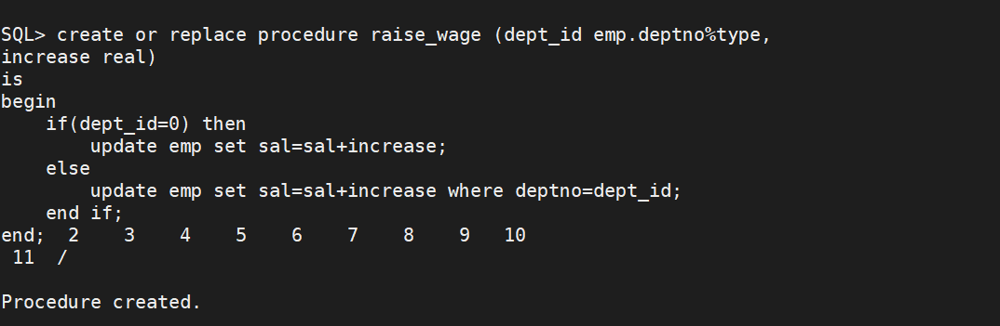 SQL> create or replace procedure raise_wage (dept_id emp.deptno%type,
increase real)
is
begin
    if(dept_id=0) then
        update emp set sal=sal+increase;
    else
        update emp set sal=sal+increase where deptno=dept_id;
    end if;
end;  2    3    4    5    6    7    8    9   10
 11  /
Procedure created.